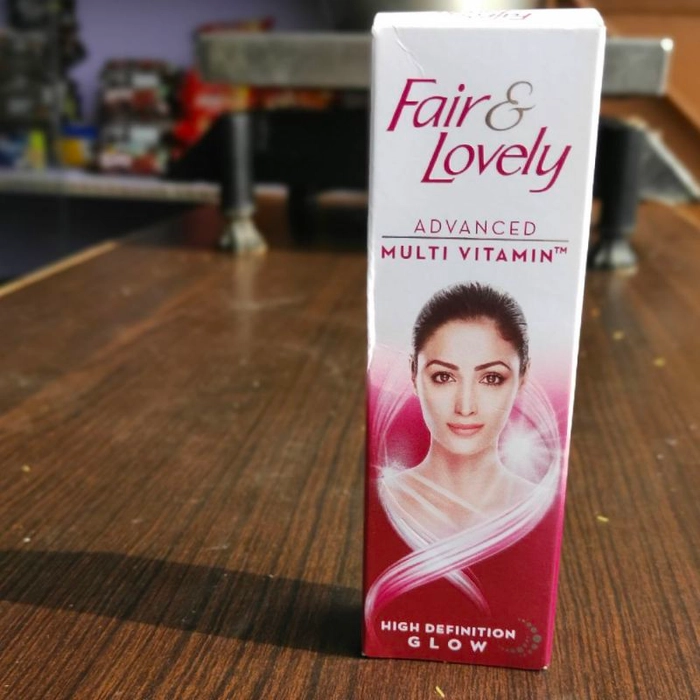 Fair &
Lovely
ADVANCED
MULTI VITAMIN™
HIGH DEFINITION
GLOW